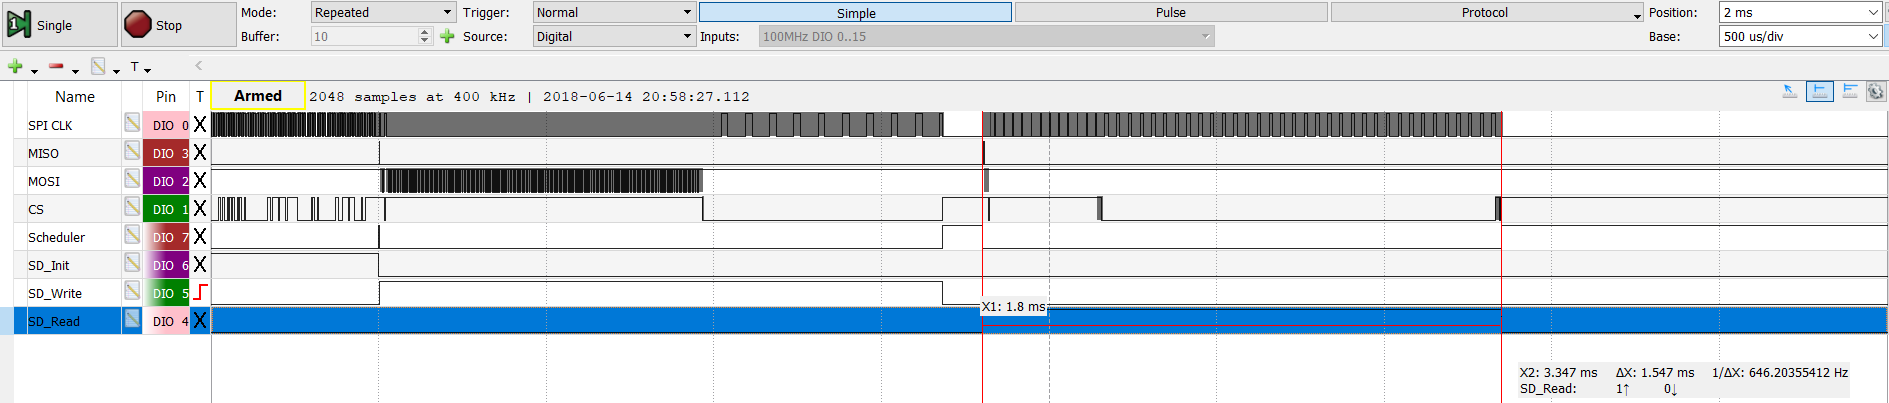 Single
Stop
Mode: Repeated Trigger: Normal Simple Pulse Protocol Position: 2 ms
Buffer: 10 Source: Digital Inputs: 100MHz DIO 0..15 Base: 500 us/div
T
Name Pin T Armed 2048 samples at 400 kHz | 2018-06-14 20:58:27.112
SPI CLK DIO 0 X
MISO DIO 3 X
MOSI DIO 2 X
CS DIO 1 X
Scheduler DIO 7 X
SD_Init DIO 6 X
SD_Write DIO 5
X1: 1.8 ms
SD_Read DIO 4 X
X2: 3.347 ms ΔX: 1.547 ms 1/ΔX: 646.20355412 Hz
SD_Read: 1↑ 0↓